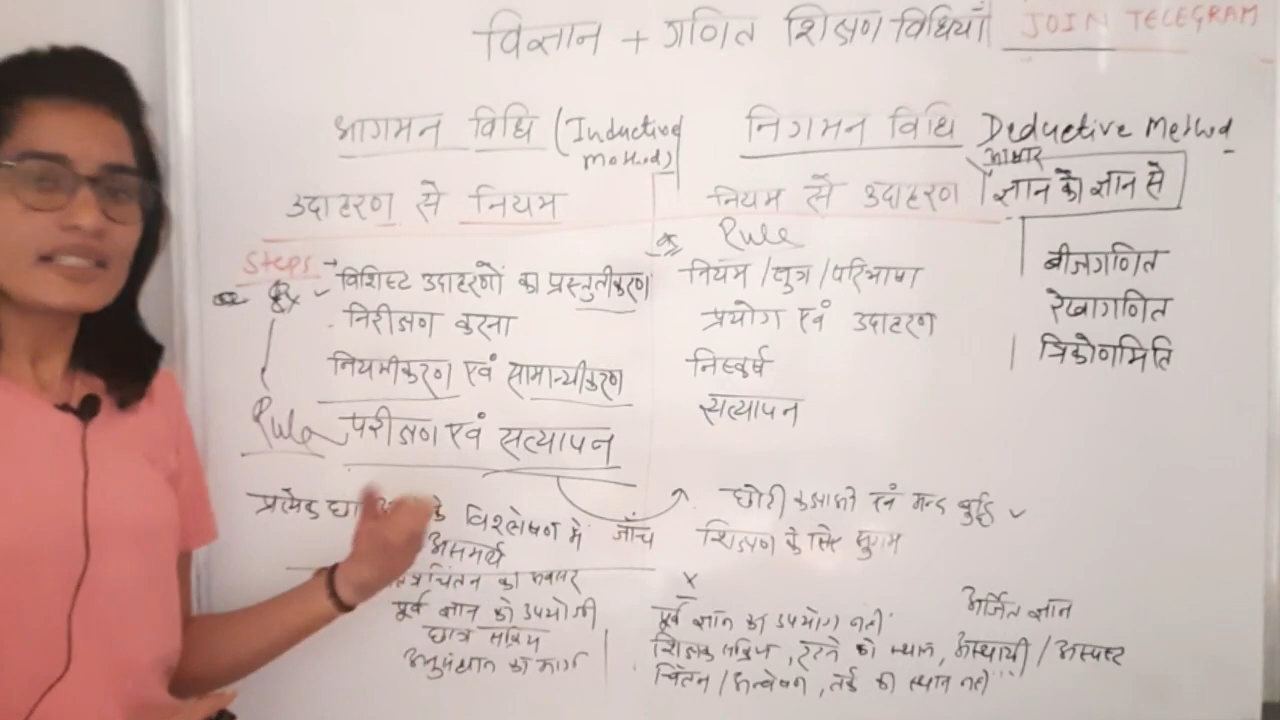 विज्ञान + गणित शिक्षण विधियाँ
JOIN TELEGRAM
आगमन विधि (Inductive Method)
उदाहरण से नियम
Steps → विशिष्ट उदाहरणों का प्रस्तुतीकरण
Ex
निरीक्षण करना
नियमीकरण एवं सामान्यीकरण
Rule परीक्षण एवं सत्यापन
विश्लेषण में जाँच
असमर्थ
चिंतन का अवसर
पूर्व ज्ञान को उपयोगी
छात्र सक्रिय
अनुसंधान का मार्ग
निगमन विधि Deductive Method
आधार
नियम से उदाहरण
ज्ञान को ज्ञान से
Rule
नियम / सूत्र / परिभाषा
प्रयोग एवं उदाहरण
निष्कर्ष
सत्यापन
बीजगणित
रेखागणित
त्रिकोणमिति
छोटी कक्षाओं एवं मन्द बुद्धि ✓
शिक्षण के लिए सुगम
x
पूर्व ज्ञान का उपयोग नहीं
अर्जित ज्ञान
शिक्षक सक्रिय, रटने को स्थान, अस्थायी / अस्पष्ट
चिंतन / अन्वेषण, तर्क को स्थान नहीं